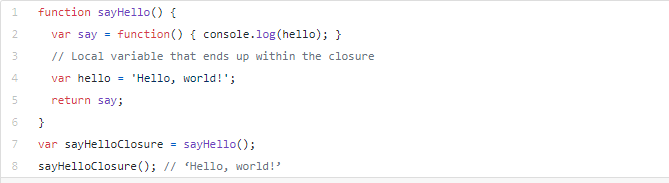 1 function sayHello() {
2   var say = function() { console.log(hello); }
3   // Local variable that ends up within the closure
4   var hello = 'Hello, world!';
5   return say;
6 }
7 var sayHelloClosure = sayHello();
8 sayHelloClosure(); // ‘Hello, world!’